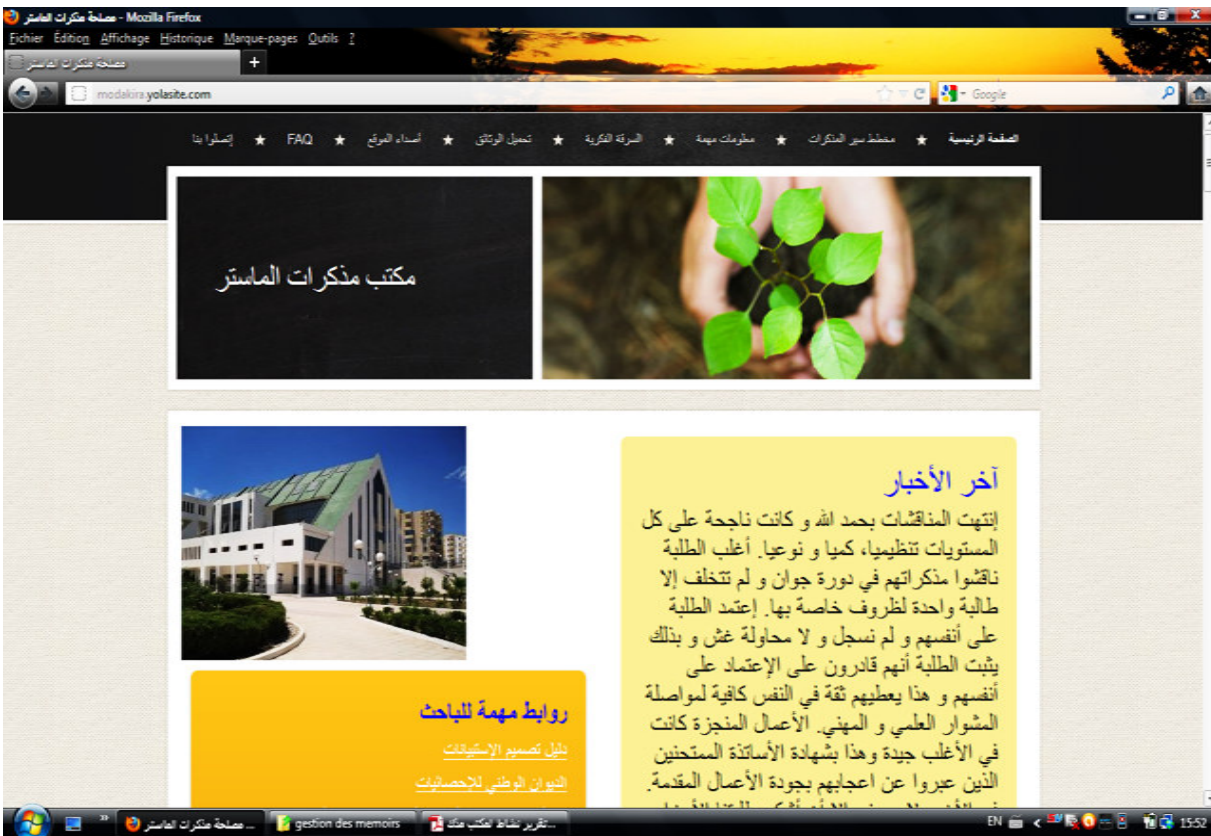 مصلحة مذكرات الماستر - Mozilla Firefox
Fichier Édition Affichage Historique Marque-pages Outils ?
مصلحة مذكرات الماستر
+
modakira.yolasite.com
Google
الصفحة الرئيسية ★ مخطط سير المذكرات ★ معلومات مهمة ★ السرقة الفكرية ★ تحميل الوثائق ★ أصداء الموقع ★ FAQ ★ إتصلوا بنا
مكتب مذكرات الماستر
آخر الأخبار
إنتهت المناقشات بحمد الله و كانت ناجحة على كل
المستويات تنظيميا، كميا و نوعيا. أغلب الطلبة
ناقشوا مذكراتهم في دورة جوان و لم تتخلف إلا
طالبة واحدة لظروف خاصة بها. إعتمد الطلبة
على أنفسهم و لم نسجل و لا محاولة غش و بذلك
يثبت الطلبة أنهم قادرون على الإعتماد على
أنفسهم و هذا يعطيهم ثقة في النفس كافية لمواصلة
المشوار العلمي و المهني. الأعمال المنجزة كانت
في الأغلب جيدة وهذا بشهادة الأساتذة الممتحنين
الذين عبروا عن اعجابهم بجودة الأعمال المقدمة.
روابط مهمة للباحث
دليل تصميم الاستبيانات
الديوان الوطني للإحصائيات
مصلحة مذكرات الماستر ...
gestion des memoirs
تقرير نشاط لمكتب مذك...
EN
15:52